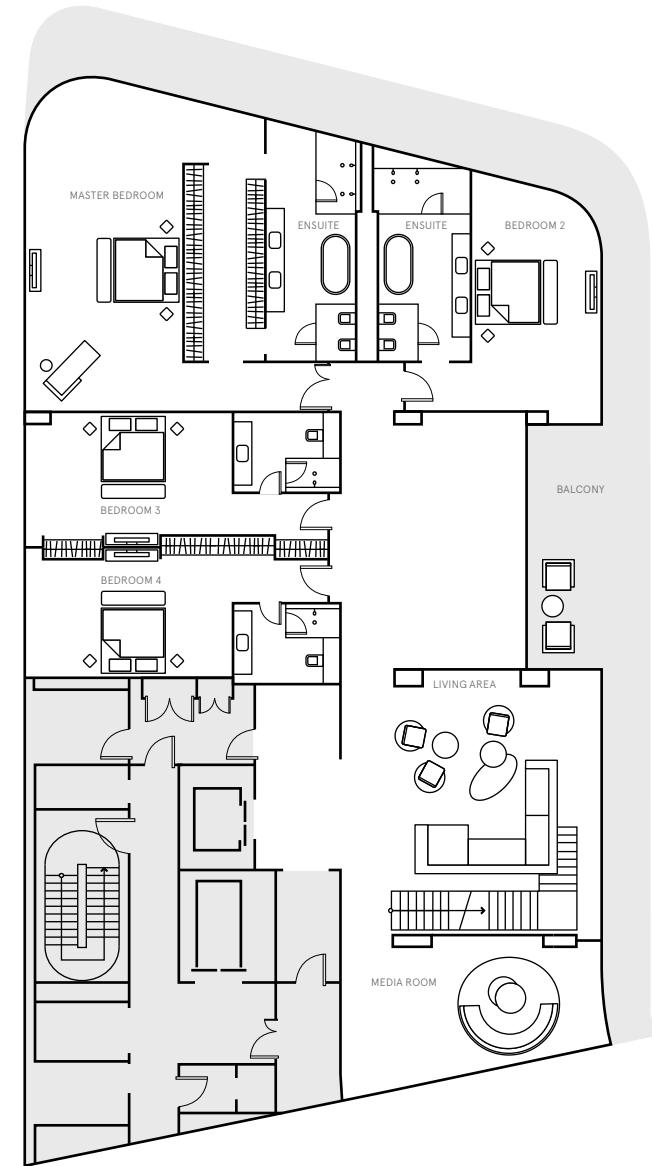 MASTER BEDROOM
ENSUITE
ENSUITE
BEDROOM 2
BALCONY
BEDROOM 3
BEDROOM 4
LIVING AREA
MEDIA ROOM